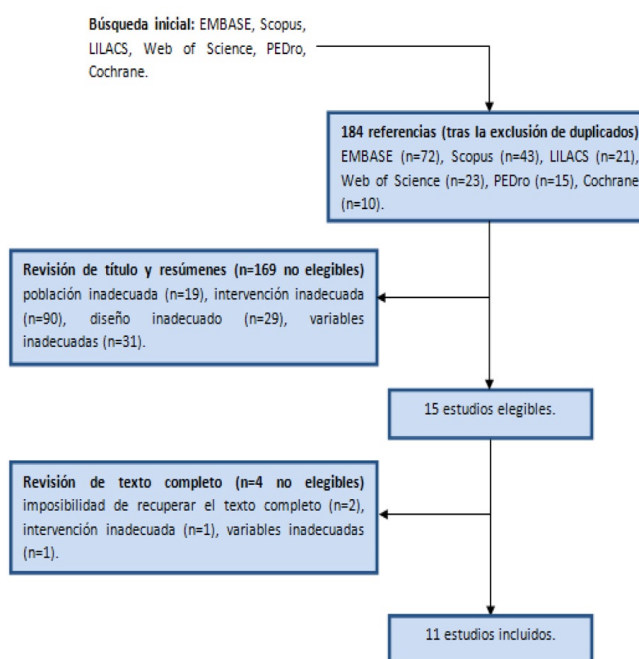 Búsqueda inicial: EMBASE, Scopus,
LILACS, Web of Science, PEDro,
Cochrane.
184 referencias (tras la exclusión de duplicados)
EMBASE (n=72), Scopus (n=43), LILACS (n=21),
Web of Science (n=23), PEDro (n=15), Cochrane
(n=10).
Revisión de título y resúmenes (n=169 no elegibles)
población inadecuada (n=19), intervención inadecuada
(n=90), diseño inadecuado (n=29), variables
inadecuadas (n=31).
15 estudios elegibles.
Revisión de texto completo (n=4 no elegibles)
imposibilidad de recuperar el texto completo (n=2),
intervención inadecuada (n=1), variables inadecuadas
(n=1).
11 estudios incluidos.